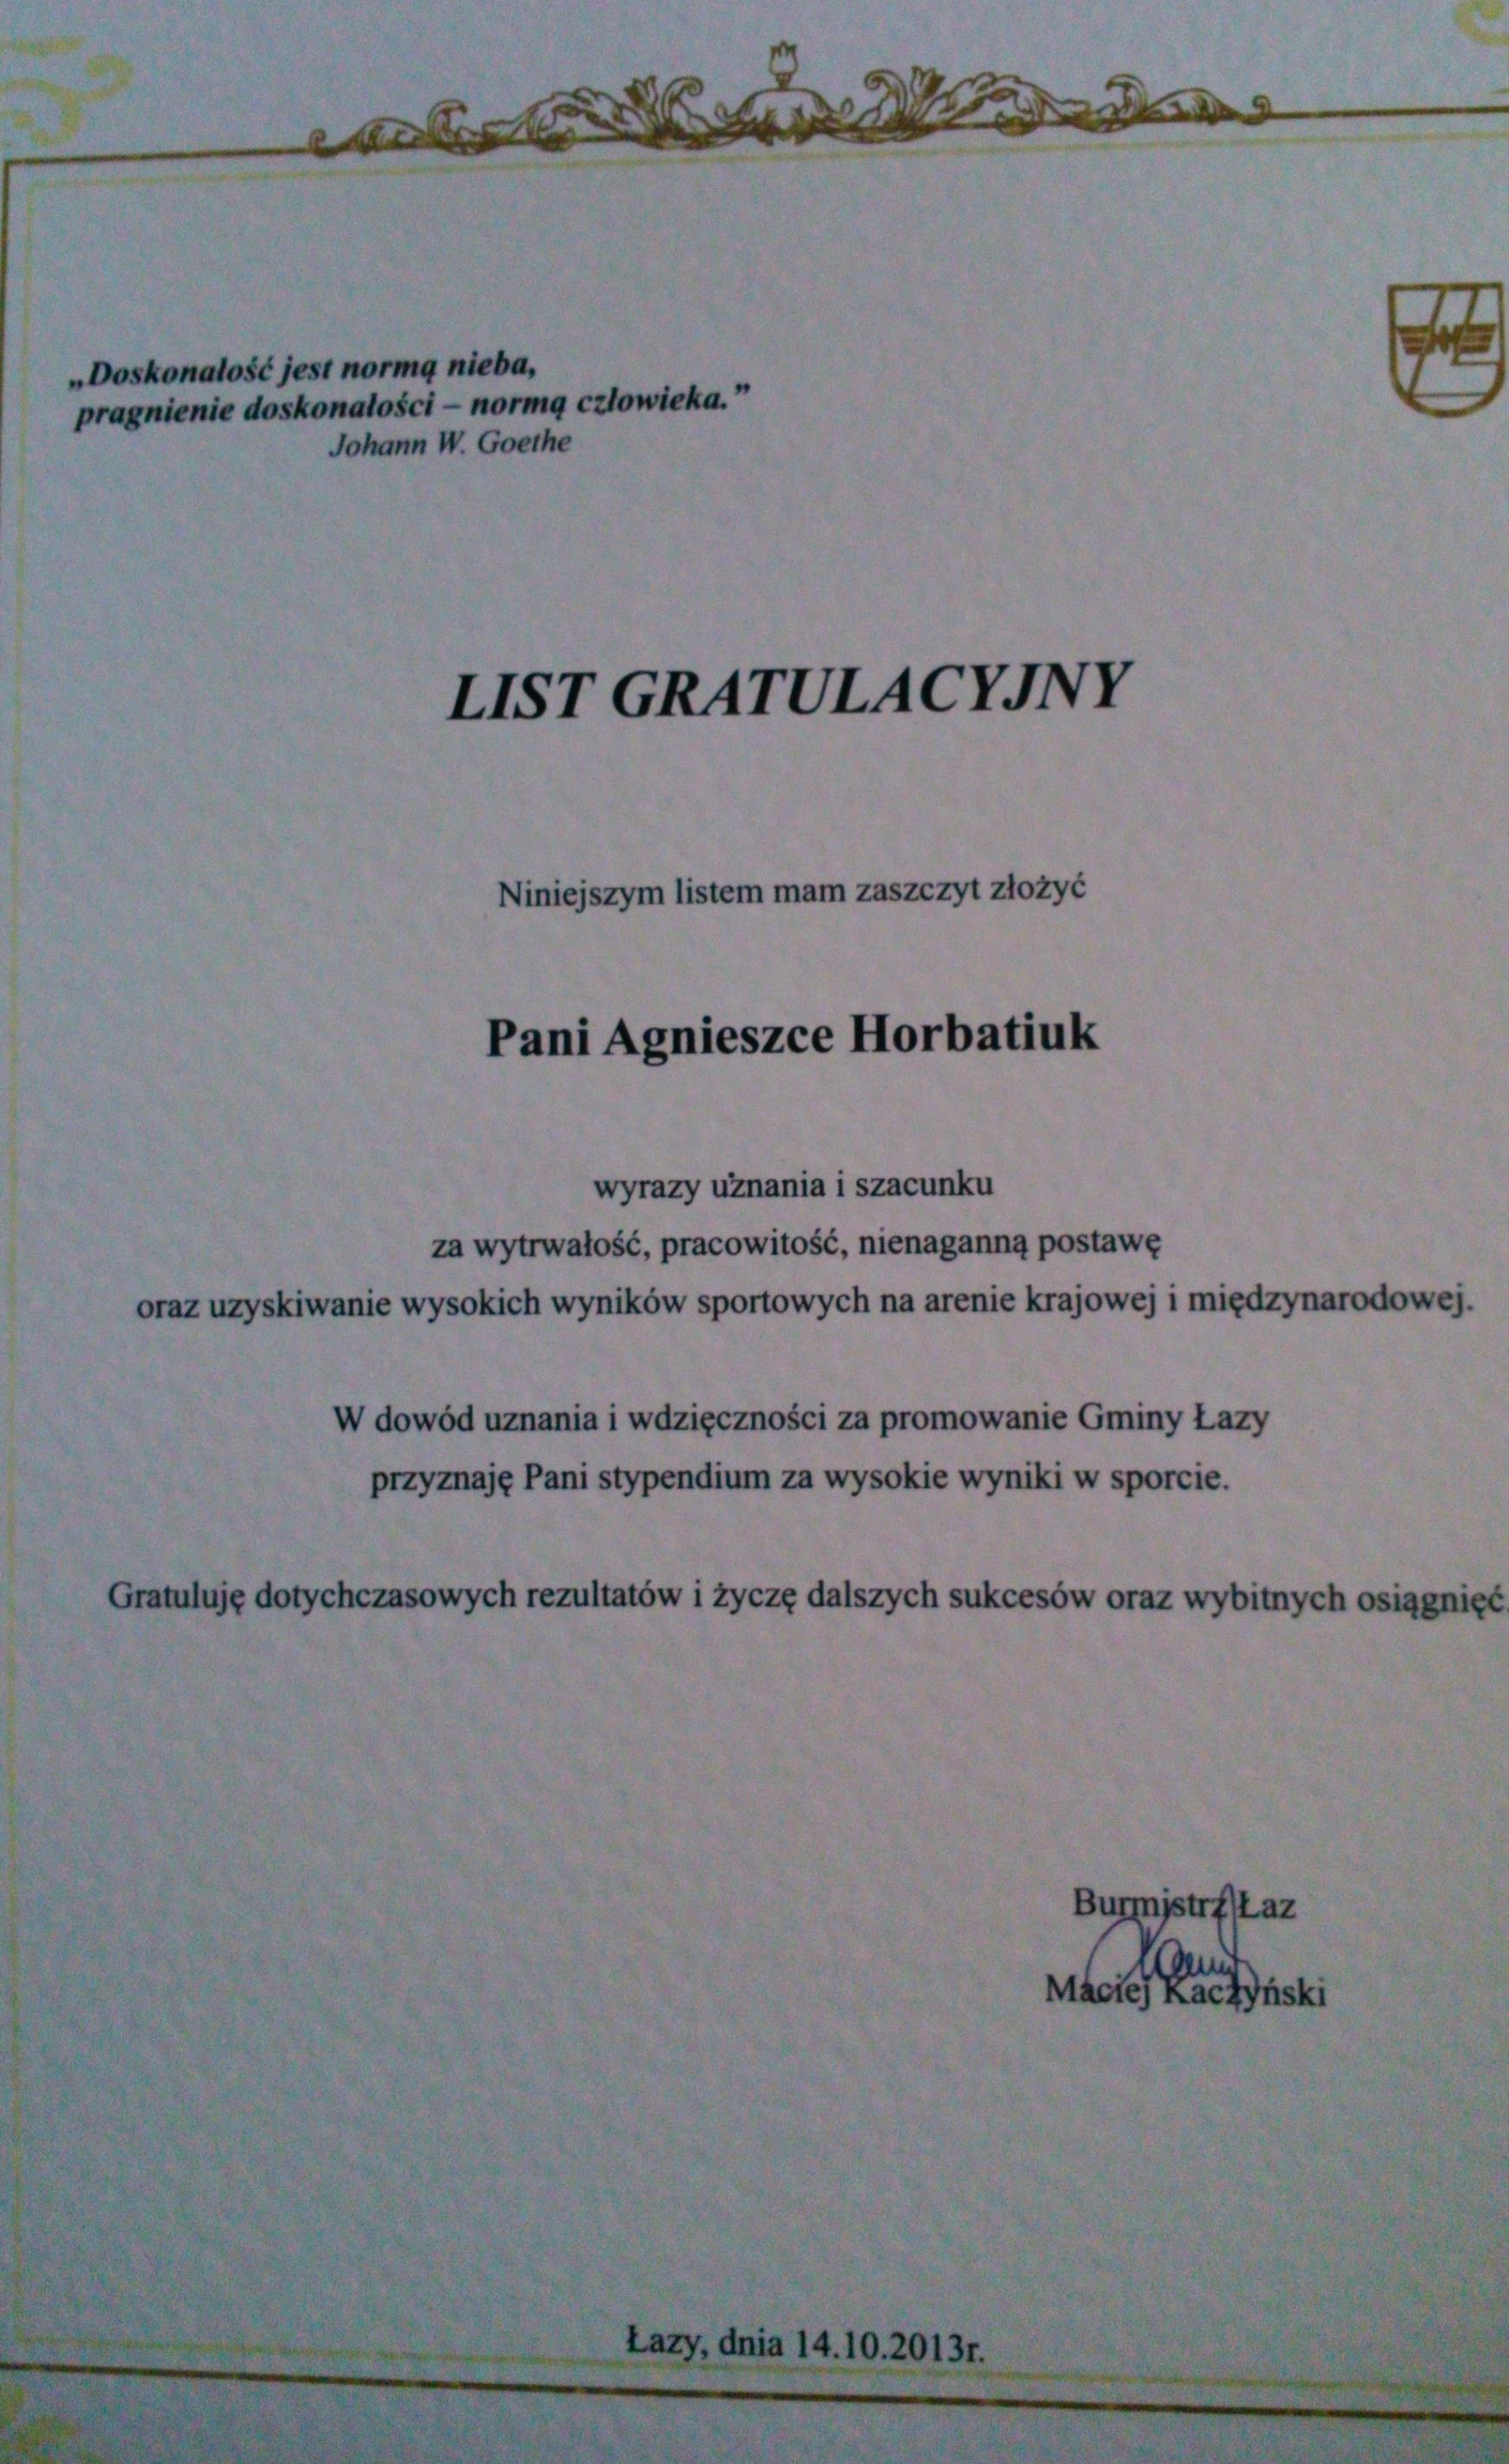 „Doskonałość jest normą nieba,
pragnienie doskonałości – normą człowieka.”
Johann W. Goethe
LIST GRATULACYJNY
Niniejszym listem mam zaszczyt złożyć
Pani Agnieszce Horbatiuk
wyrazy uznania i szacunku
za wytrwałość, pracowitość, nienaganną postawę
oraz uzyskiwanie wysokich wyników sportowych na arenie krajowej i międzynarodowej.
W dowód uznania i wdzięczności za promowanie Gminy Łazy
przyznaję Pani stypendium za wysokie wyniki w sporcie.
Gratuluję dotychczasowych rezultatów i życzę dalszych sukcesów oraz wybitnych osiągnięć
Burmistrz Łaz
Maciej Kaczyński
Łazy, dnia 14.10.2013r.